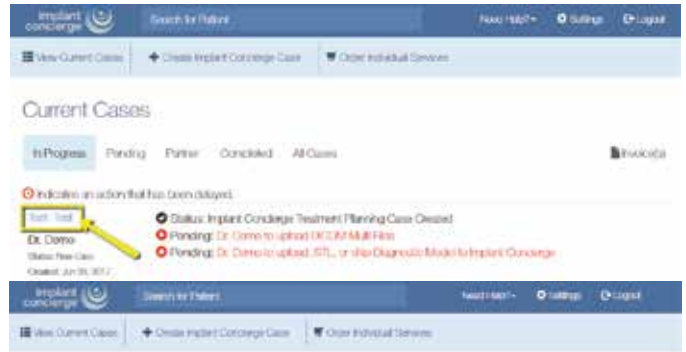 implant concierge Search for Patient Need Help? Settings Logout
View Current Cases Create Implant Concierge Case Order Individual Services
Current Cases
In Progress Pending Partner Completed All Cases Invoice(s)
Indicates an action that has been delayed.
Test, Test Status: Implant Concierge Treatment Planning Case Created
Dr. Demo Pending: Dr. Demo to upload DICOM Multi Files
Status: New Case Pending: Dr. Demo to upload .STL, or ship Diagnostic Model to Implant Concierge
Created: Jun 30, 2017
implant concierge Search for Patient Need Help? Settings Logout
View Current Cases Create Implant Concierge Case Order Individual Services